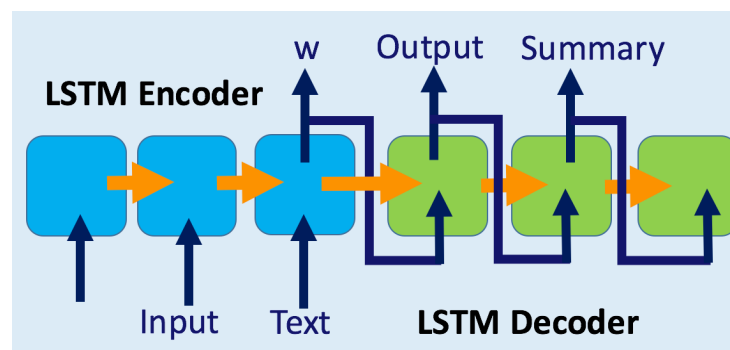 w Output Summary
LSTM Encoder
Input Text
LSTM Decoder